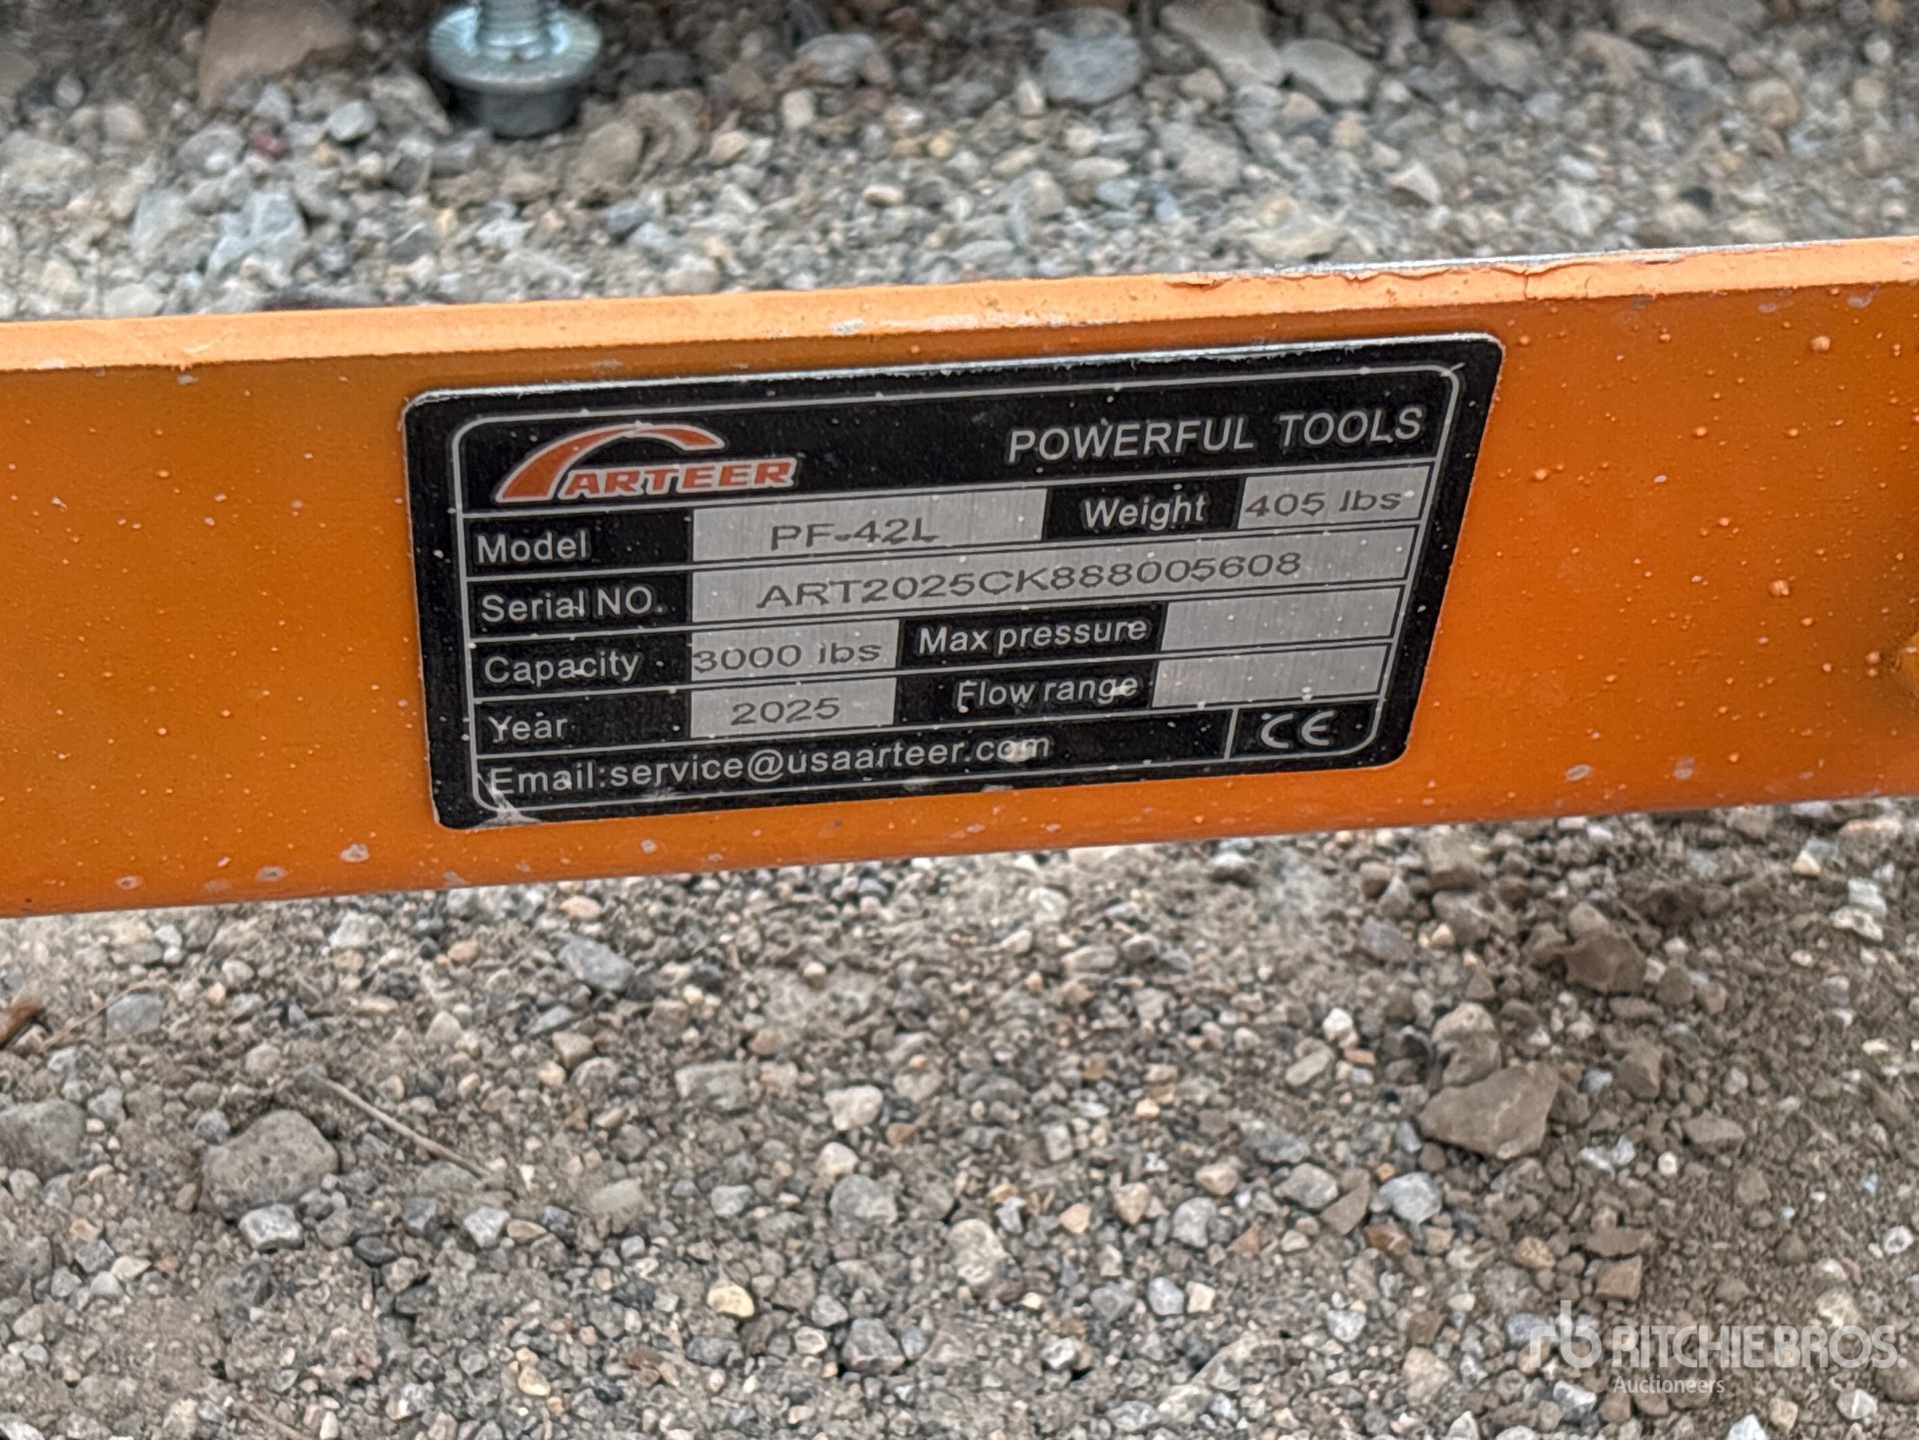 ARTEER POWERFUL TOOLS
Model PF-42L Weight 405 lbs
Serial NO. ART2025CK888005608
Capacity 3000 lbs Max pressure
Year 2025 Flow range
Email:service@usaarteer.com CE
rb RITCHIE BROS.
Auctioneers